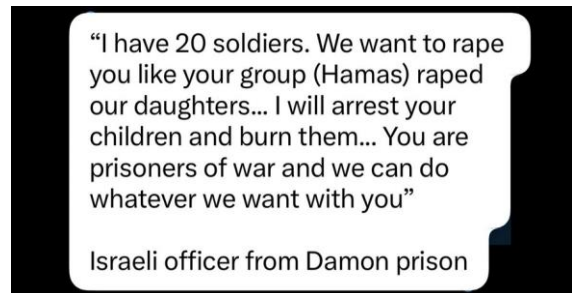 “I have 20 soldiers. We want to rape
you like your group (Hamas) raped
our daughters... I will arrest your
children and burn them... You are
prisoners of war and we can do
whatever we want with you”
Israeli officer from Damon prison